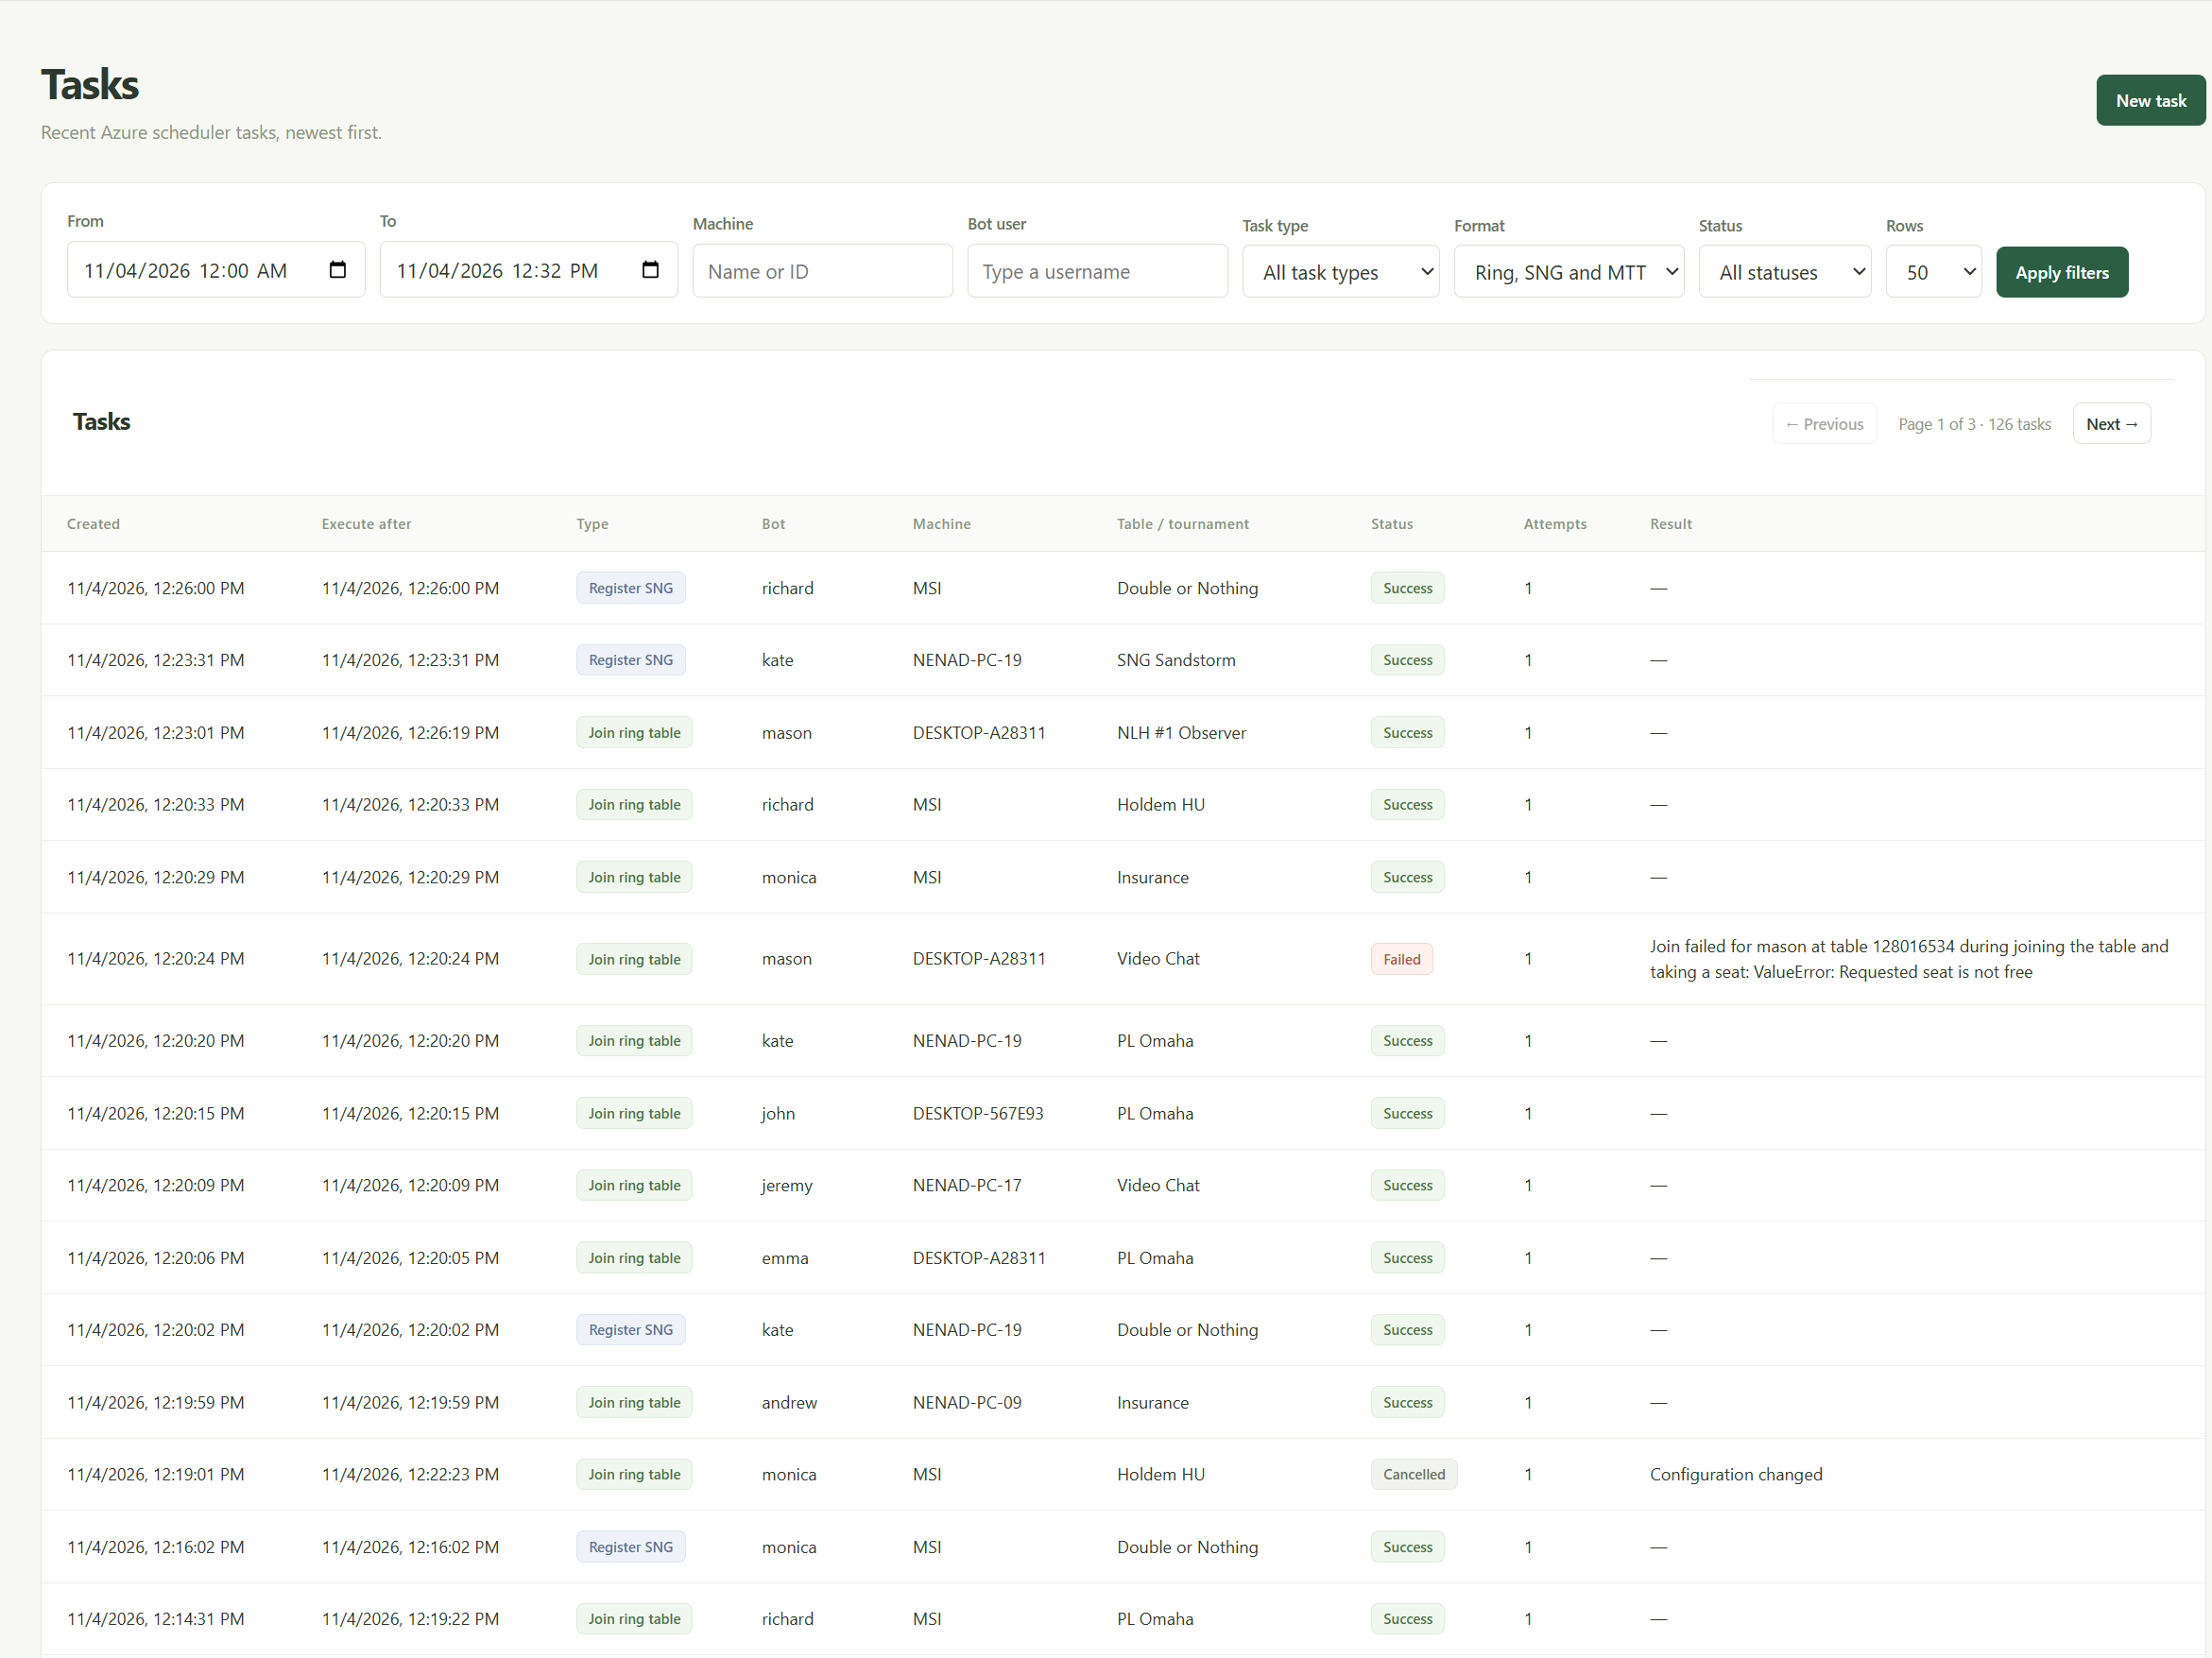 Tasks
Recent Azure scheduler tasks, newest first.
New task
From To Machine Bot user Task type Format Status Rows
11/04/2026 12:00 AM 11/04/2026 12:32 PM Name or ID Type a username All task types Ring, SNG and MTT All statuses 50 Apply filters
Tasks ← Previous Page 1 of 3 · 126 tasks Next →
Created Execute after Type Bot Machine Table / tournament Status Attempts Result
11/4/2026, 12:26:00 PM 11/4/2026, 12:26:00 PM Register SNG richard MSI Double or Nothing Success 1 —
11/4/2026, 12:23:31 PM 11/4/2026, 12:23:31 PM Register SNG kate NENAD-PC-19 SNG Sandstorm Success 1 —
11/4/2026, 12:23:01 PM 11/4/2026, 12:26:19 PM Join ring table mason DESKTOP-A28311 NLH #1 Observer Success 1 —
11/4/2026, 12:20:33 PM 11/4/2026, 12:20:33 PM Join ring table richard MSI Holdem HU Success 1 —
11/4/2026, 12:20:29 PM 11/4/2026, 12:20:29 PM Join ring table monica MSI Insurance Success 1 —
11/4/2026, 12:20:24 PM 11/4/2026, 12:20:24 PM Join ring table mason DESKTOP-A28311 Video Chat Failed 1 Join failed for mason at table 128016534 during joining the table and
taking a seat: ValueError: Requested seat is not free
11/4/2026, 12:20:20 PM 11/4/2026, 12:20:20 PM Join ring table kate NENAD-PC-19 PL Omaha Success 1 —
11/4/2026, 12:20:15 PM 11/4/2026, 12:20:15 PM Join ring table john DESKTOP-567E93 PL Omaha Success 1 —
11/4/2026, 12:20:09 PM 11/4/2026, 12:20:09 PM Join ring table jeremy NENAD-PC-17 Video Chat Success 1 —
11/4/2026, 12:20:06 PM 11/4/2026, 12:20:05 PM Join ring table emma DESKTOP-A28311 PL Omaha Success 1 —
11/4/2026, 12:20:02 PM 11/4/2026, 12:20:02 PM Register SNG kate NENAD-PC-19 Double or Nothing Success 1 —
11/4/2026, 12:19:59 PM 11/4/2026, 12:19:59 PM Join ring table andrew NENAD-PC-09 Insurance Success 1 —
11/4/2026, 12:19:01 PM 11/4/2026, 12:22:23 PM Join ring table monica MSI Holdem HU Cancelled 1 Configuration changed
11/4/2026, 12:16:02 PM 11/4/2026, 12:16:02 PM Register SNG monica MSI Double or Nothing Success 1 —
11/4/2026, 12:14:31 PM 11/4/2026, 12:19:22 PM Join ring table richard MSI PL Omaha Success 1 —